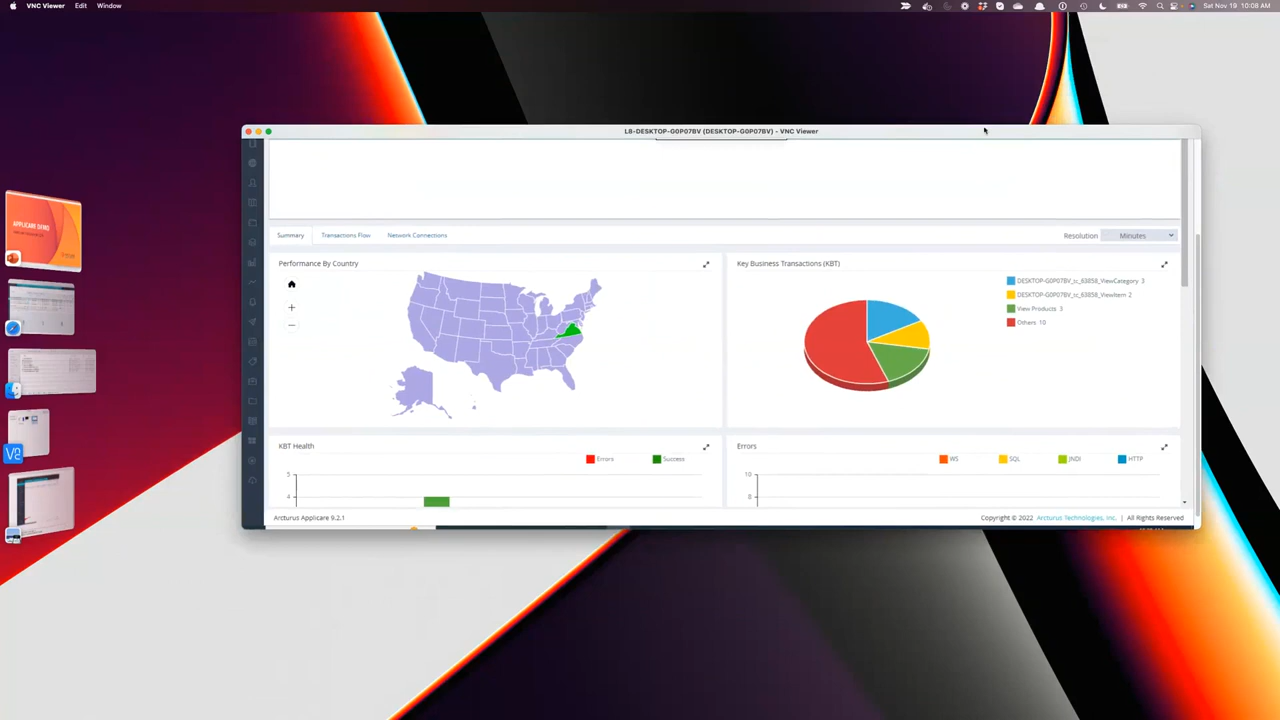 VNC Viewer Edit Window
Sat Nov 19 10:08 AM
L8-DESKTOP-G0P07BV (DESKTOP-G0P07BV) - VNC Viewer
Summary
Transactions Flow
Network Connections
Resolution
Minutes
Performance By Country
Key Business Transactions (KBT)
+
−
DESKTOP-G0P07BV_tc_63858_ViewCategory 3
DESKTOP-G0P07BV_tc_63858_ViewItem 2
View Products 3
Others 10
KBT Health
Errors
Success
5
4
Errors
WS
SQL
JNDI
HTTP
10
8
Arcturus Applicare 9.2.1
Copyright © 2022 Arcturus Technologies, Inc. | All Rights Reserved
APPLICARE DEMO
V2